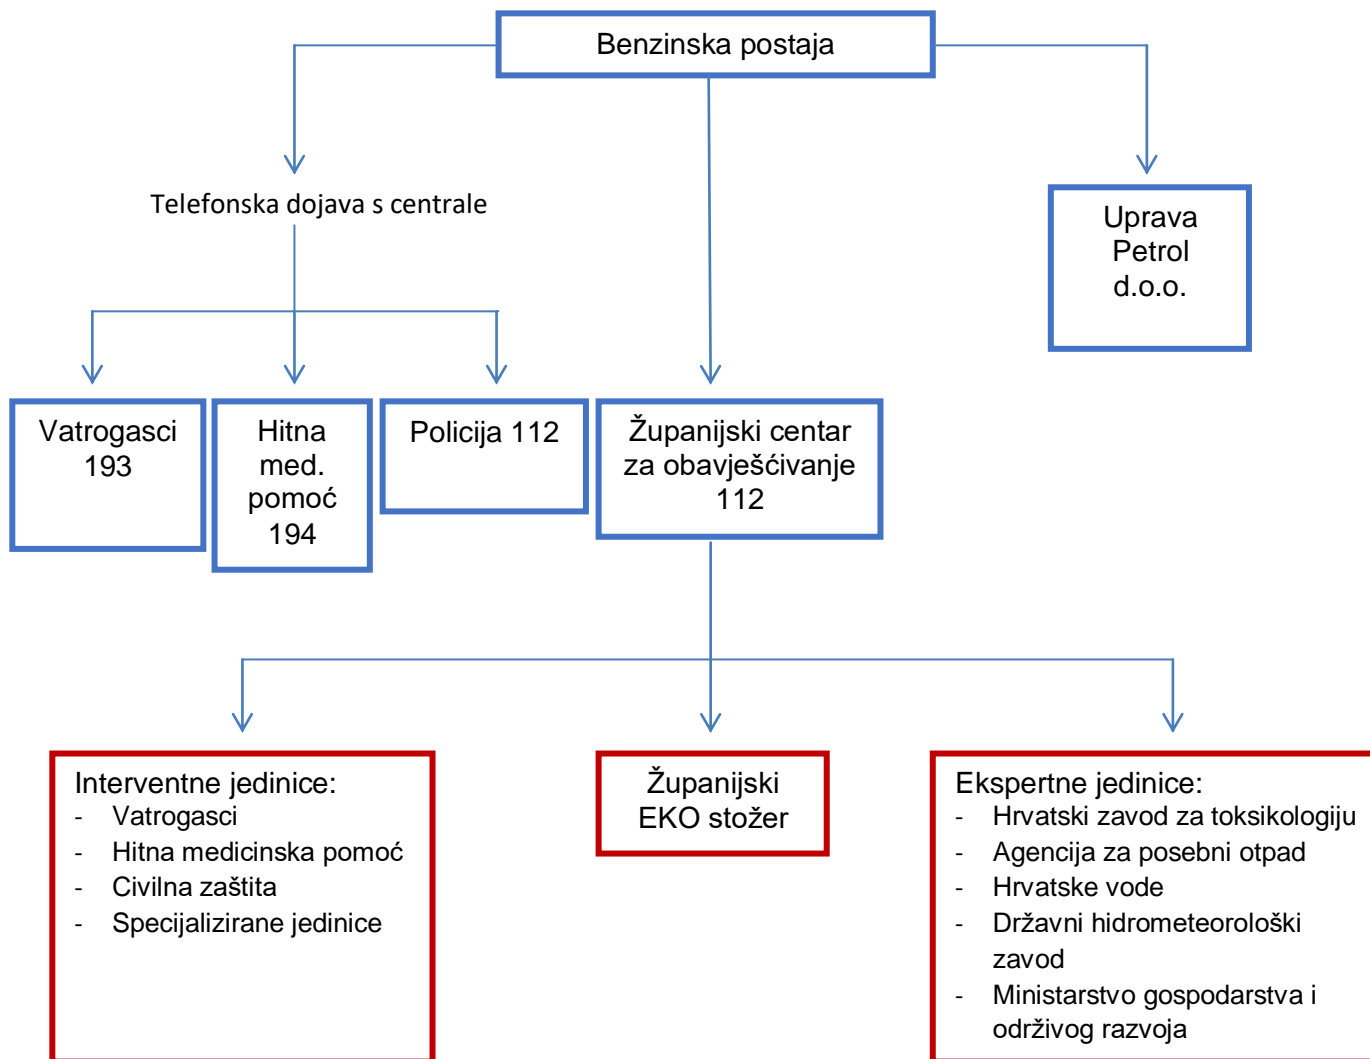 Benzinska postaja
Telefonska dojava s centrale
Uprava
Petrol
d.o.o.
Vatrogasci
193
Hitna
med.
pomoć
194
Policija 112
Županijski centar
za obavješćivanje
112
Interventne jedinice:
- Vatrogasci
- Hitna medicinska pomoć
- Civilna zaštita
- Specijalizirane jedinice
Županijski
EKO stožer
Ekspertne jedinice:
- Hrvatski zavod za toksikologiju
- Agencija za posebni otpad
- Hrvatske vode
- Državni hidrometeorološki
zavod
- Ministarstvo gospodarstva i
održivog razvoja